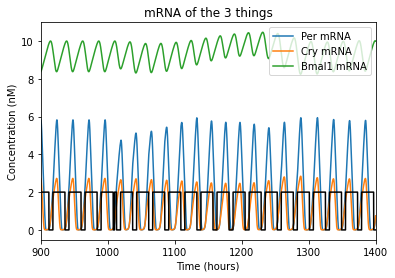 mRNA of the 3 things
Concentration (nM)
10
8
6
4
2
0
Per mRNA
Cry mRNA
Bmal1 mRNA
900
1000
1100
1200
1300
1400
Time (hours)